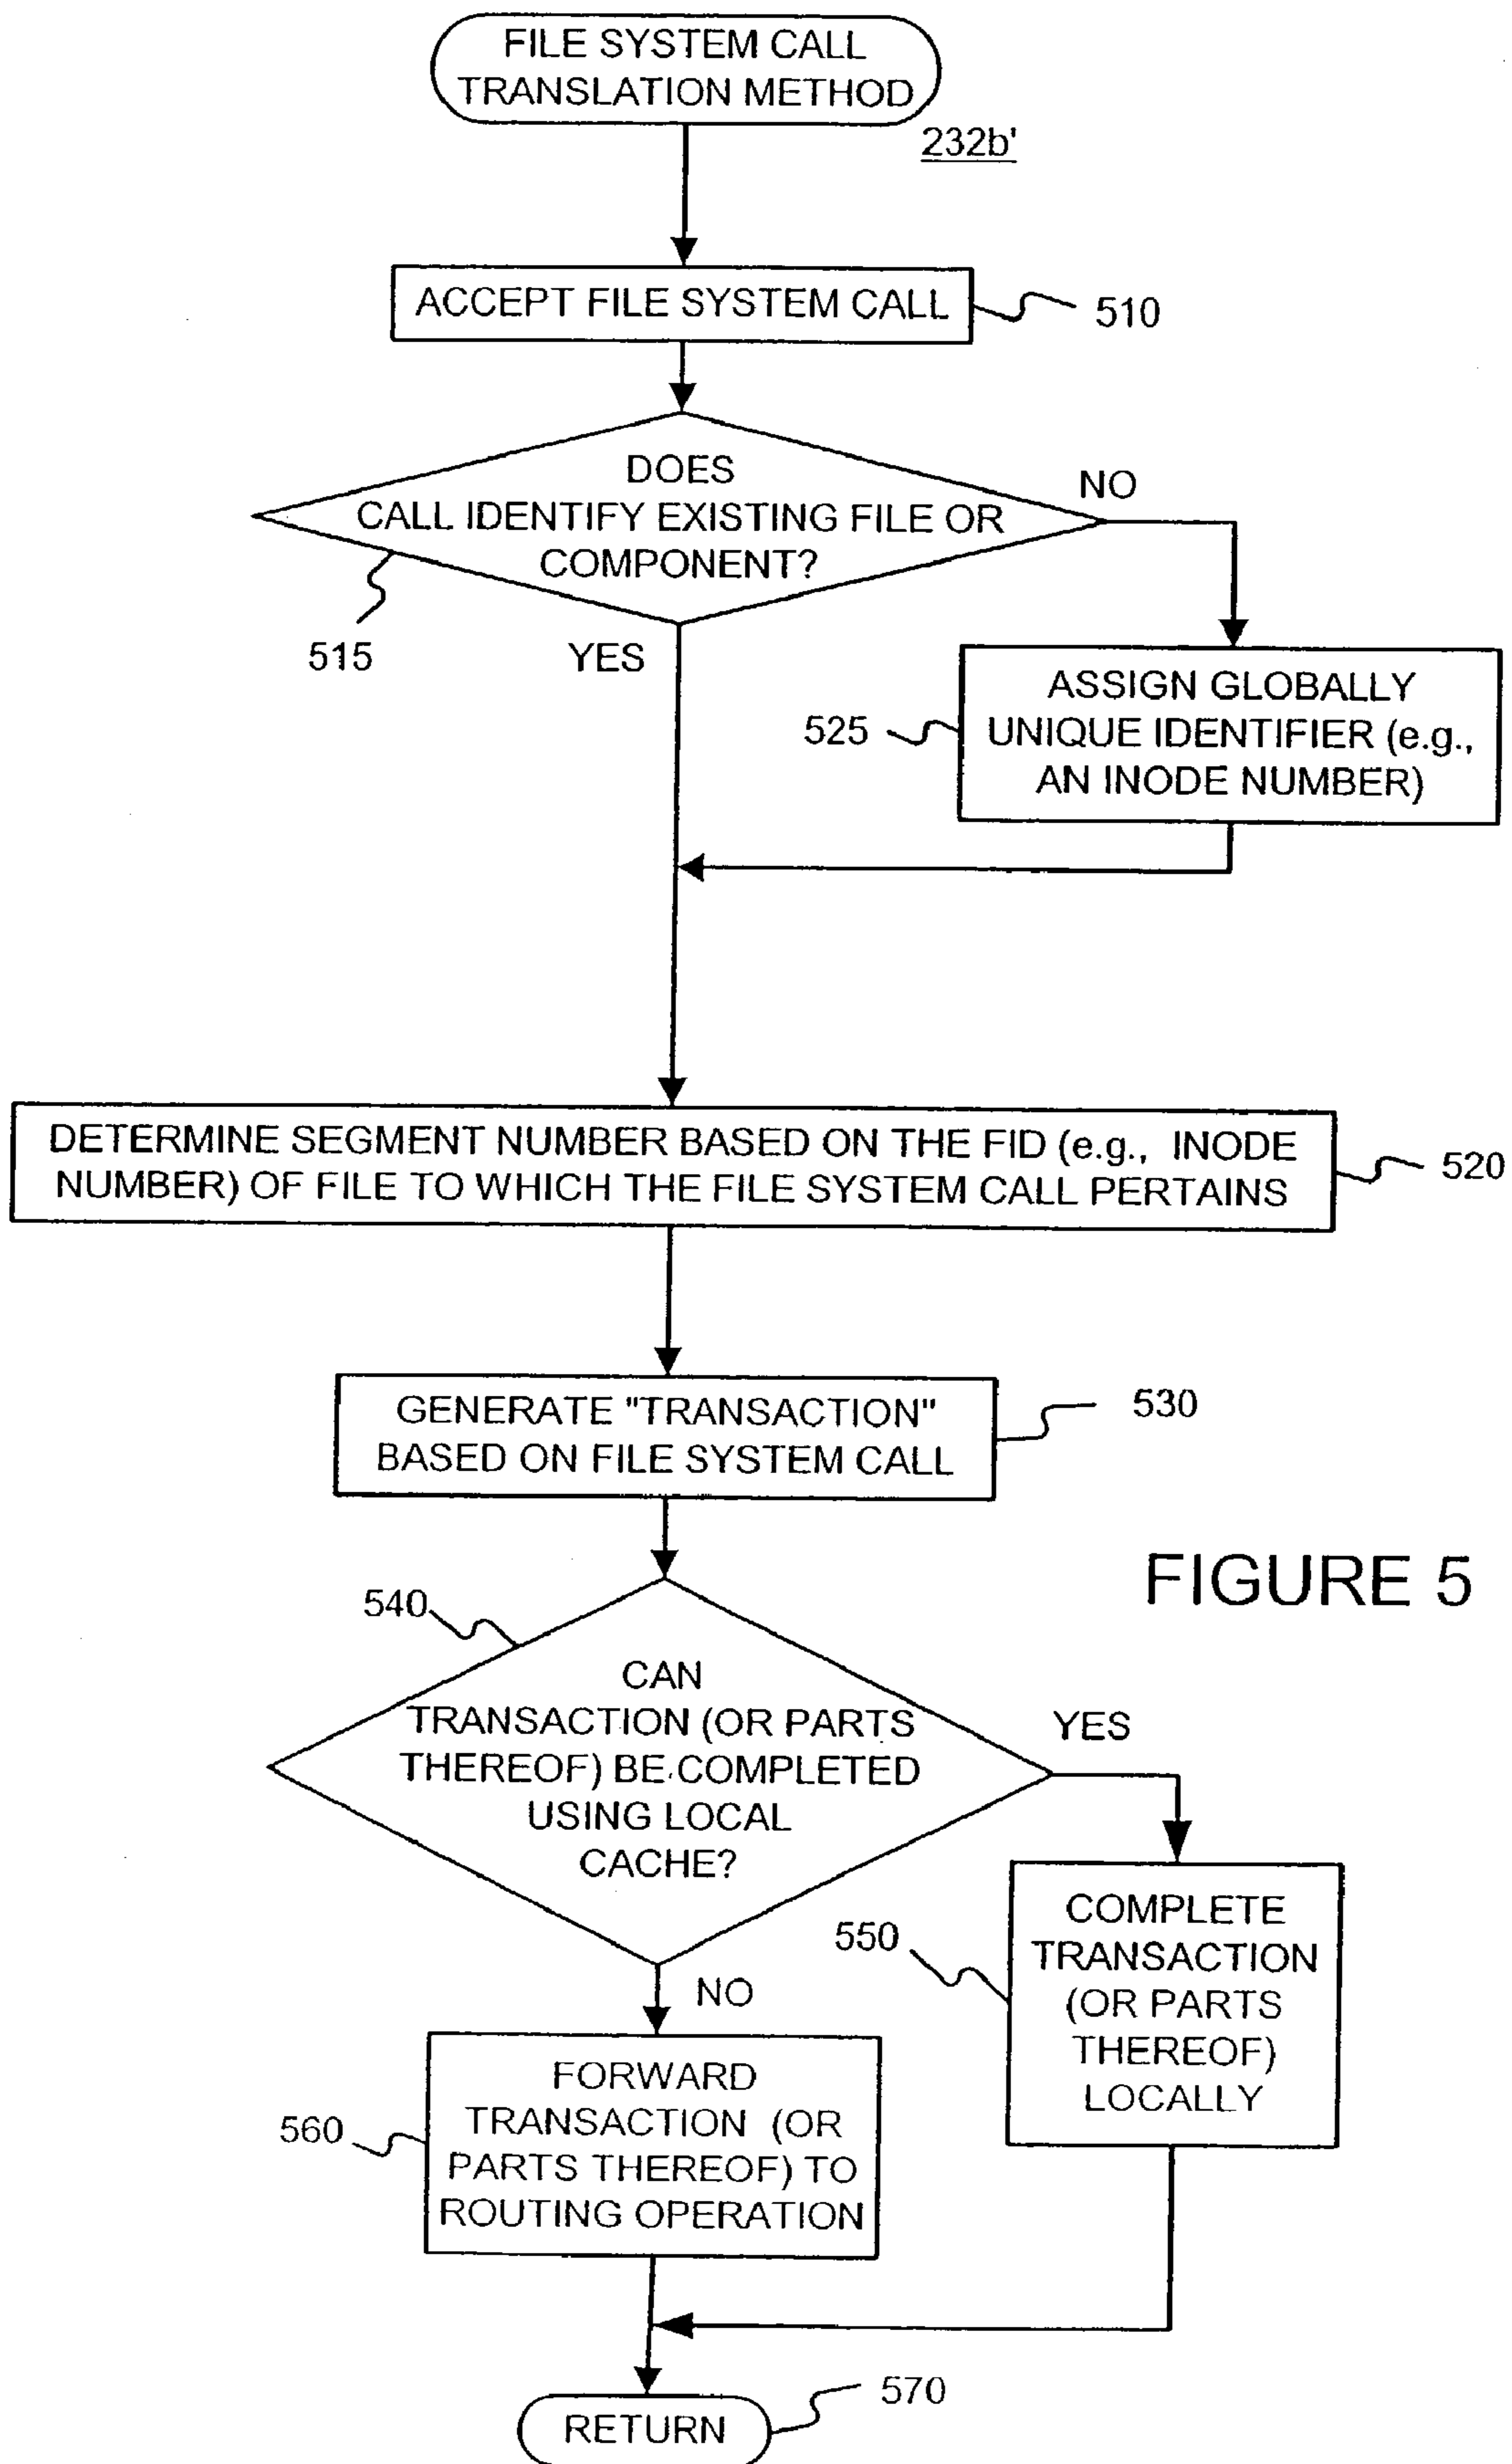 FILE SYSTEM CALL
TRANSLATION METHOD
232b'
ACCEPT FILE SYSTEM CALL
510
DOES
CALL IDENTIFY EXISTING FILE OR
COMPONENT?
NO
515
YES
ASSIGN GLOBALLY
UNIQUE IDENTIFIER (e.g.,
AN INODE NUMBER)
525
DETERMINE SEGMENT NUMBER BASED ON THE FID (e.g., INODE
NUMBER) OF FILE TO WHICH THE FILE SYSTEM CALL PERTAINS
520
GENERATE "TRANSACTION"
BASED ON FILE SYSTEM CALL
530
FIGURE 5
540
CAN
TRANSACTION (OR PARTS
THEREOF) BE COMPLETED
USING LOCAL
CACHE?
YES
NO
550
COMPLETE
TRANSACTION
(OR PARTS
THEREOF)
LOCALLY
560
FORWARD
TRANSACTION (OR
PARTS THEREOF) TO
ROUTING OPERATION
RETURN
570